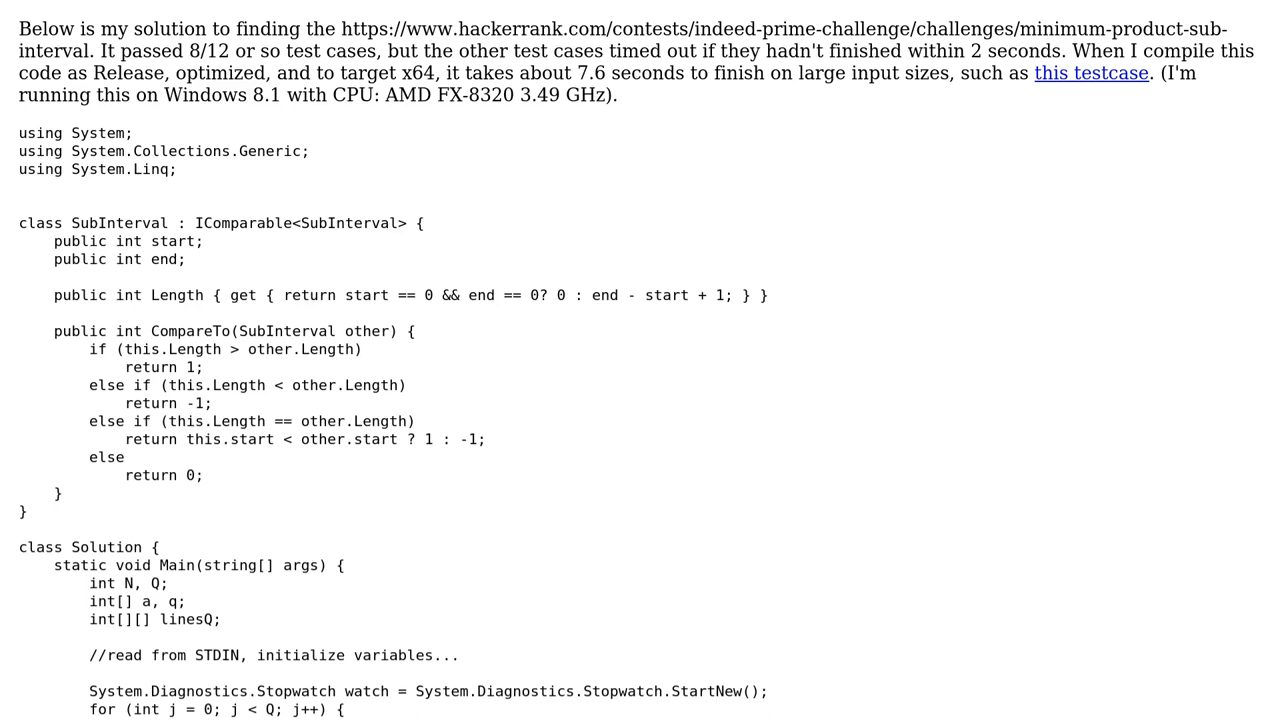 Below is my solution to finding the https://www.hackerrank.com/contests/indeed-prime-challenge/challenges/minimum-product-sub-
interval. It passed 8/12 or so test cases, but the other test cases timed out if they hadn't finished within 2 seconds. When I compile this
code as Release, optimized, and to target x64, it takes about 7.6 seconds to finish on large input sizes, such as this testcase. (I'm
running this on Windows 8.1 with CPU: AMD FX-8320 3.49 GHz).
using System;
using System.Collections.Generic;
using System.Linq;
class SubInterval : IComparable<SubInterval> {
    public int start;
    public int end;
    public int Length { get { return start == 0 && end == 0? 0 : end - start + 1; } }
    public int CompareTo(SubInterval other) {
        if (this.Length > other.Length)
            return 1;
        else if (this.Length < other.Length)
            return -1;
        else if (this.Length == other.Length)
            return this.start < other.start ? 1 : -1;
        else
            return 0;
    }
}
class Solution {
    static void Main(string[] args) {
        int N, Q;
        int[] a, q;
        int[][] linesQ;
        //read from STDIN, initialize variables...
        System.Diagnostics.Stopwatch watch = System.Diagnostics.Stopwatch.StartNew();
        for (int j = 0; j < Q; j++) {